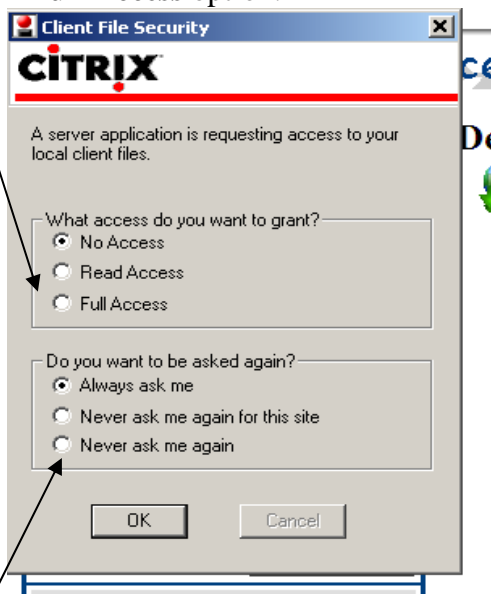 Client File Security
CITRIX
A server application is requesting access to your
local client files.
What access do you want to grant?
No Access
Read Access
Full Access
Do you want to be asked again?
Always ask me
Never ask me again for this site
Never ask me again
OK
Cancel